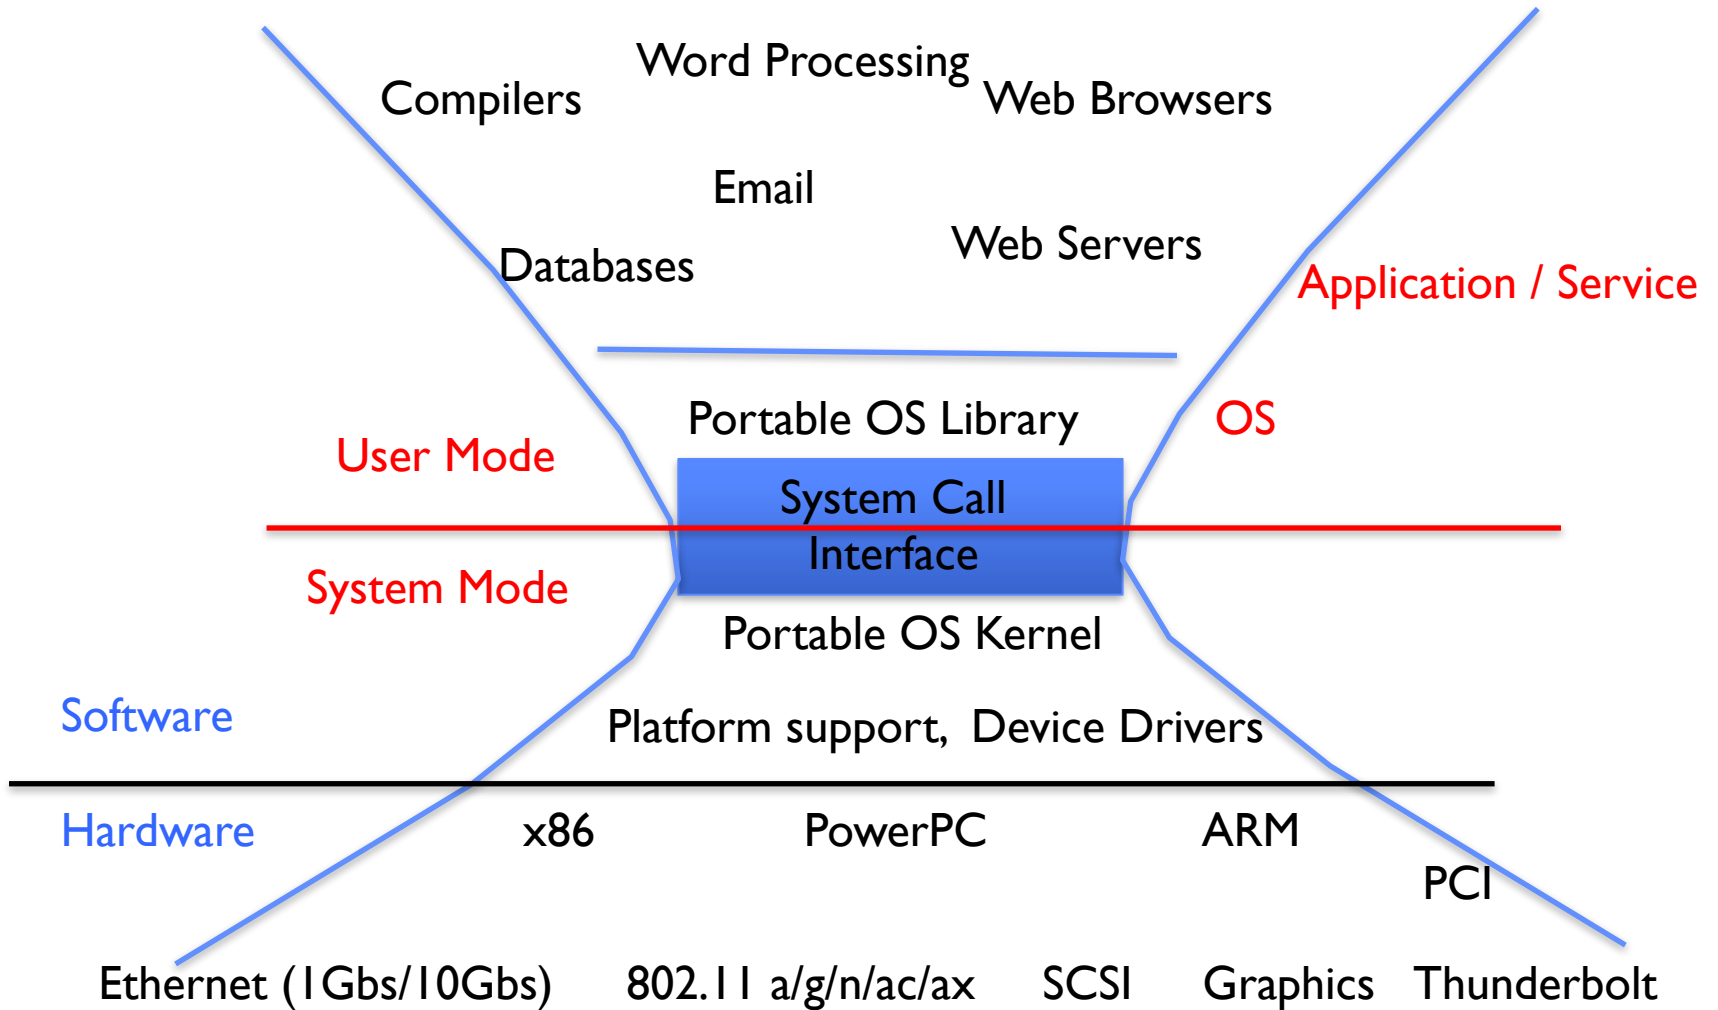 Word Processing
Compilers
Web Browsers
Email
Web Servers
Databases
Application / Service
Portable OS Library
OS
User Mode
System Call
Interface
System Mode
Portable OS Kernel
Software
Platform support, Device Drivers
Hardware
x86
PowerPC
ARM
PCI
Ethernet (1Gbs/10Gbs)
802.11 a/g/n/ac/ax
SCSI
Graphics
Thunderbolt